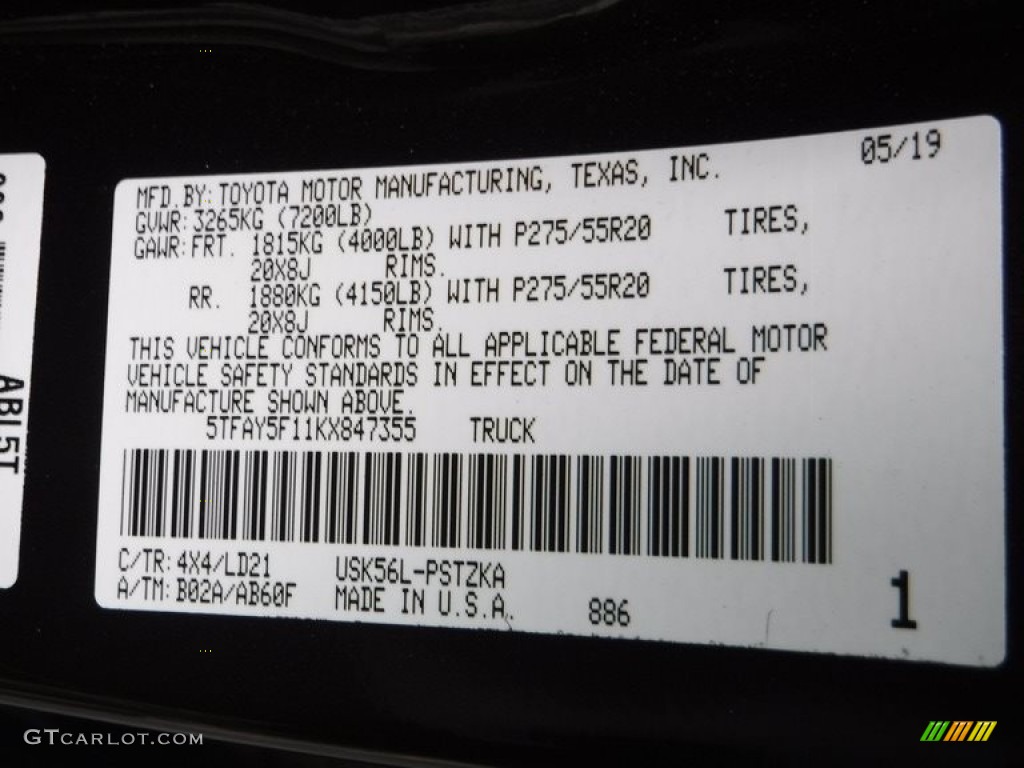 05/19
MFD.BY: TOYOTA MOTOR MANUFACTURING, TEXAS, INC.
GVWR: 3265KG (7200LB)
GAWR: FRT. 1815KG (4000LB) WITH P275/55R20 TIRES,
20X8J RIMS.
RR. 1880KG (4150LB) WITH P275/55R20 TIRES,
20X8J RIMS.
THIS VEHICLE CONFORMS TO ALL APPLICABLE FEDERAL MOTOR
VEHICLE SAFETY STANDARDS IN EFFECT ON THE DATE OF
MANUFACTURE SHOWN ABOVE.
5TFAY5F11KX847355 TRUCK
C/TR: 4X4/LD21 USK56L-PSTZKA
A/TM: B02A/AB60F MADE IN U.S.A. 886 1
ABL5T
GTCARLOT.COM